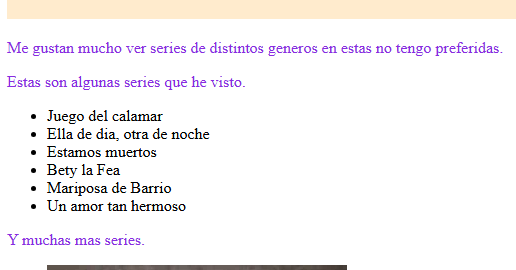 Me gustan mucho ver series de distintos generos en estas no tengo preferidas.
Estas son algunas series que he visto.
Juego del calamar
Ella de dia, otra de noche
Estamos muertos
Bety la Fea
Mariposa de Barrio
Un amor tan hermoso
Y muchas mas series.